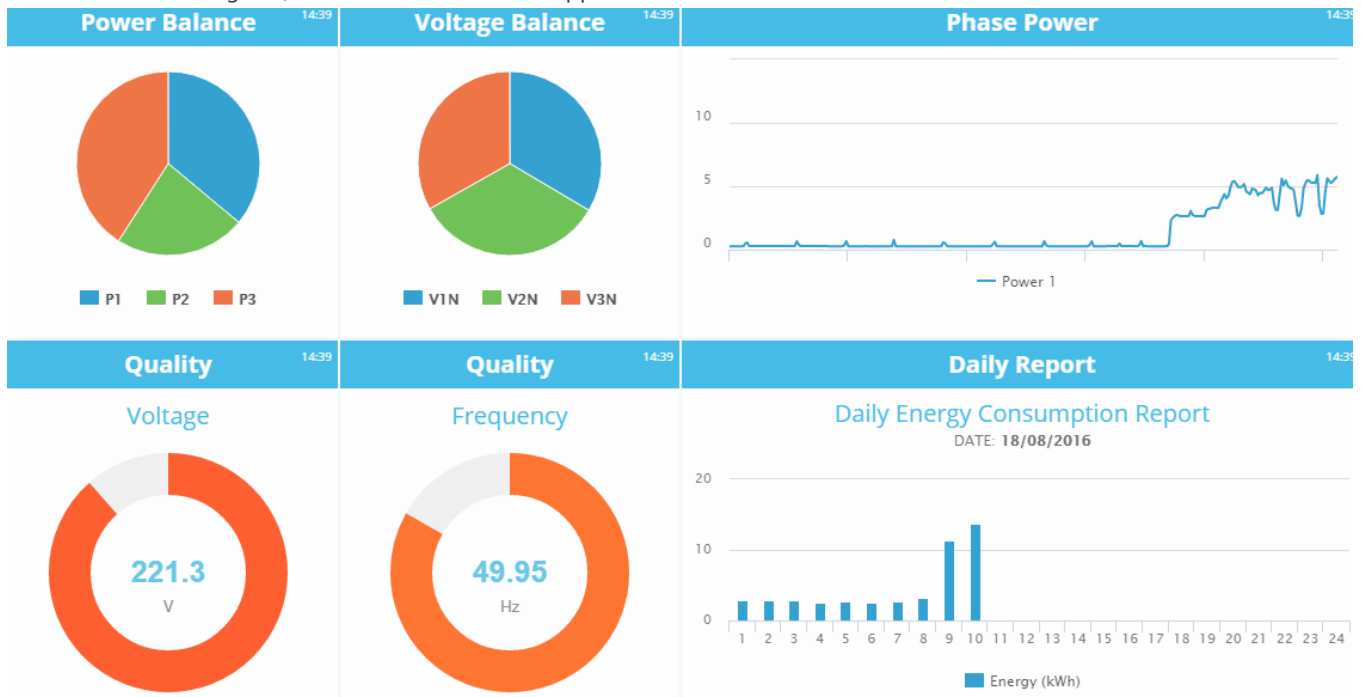 Power Balance 14:39
P1 P2 P3
Voltage Balance 14:39
V1N V2N V3N
Phase Power 14:39
10
5
0
Power 1
Quality 14:39
Voltage
221.3
V
Quality 14:39
Frequency
49.95
Hz
Daily Report 14:39
Daily Energy Consumption Report
DATE: 18/08/2016
20
10
0
1 2 3 4 5 6 7 8 9 10 11 12 13 14 15 16 17 18 19 20 21 22 23 24
Energy (kWh)